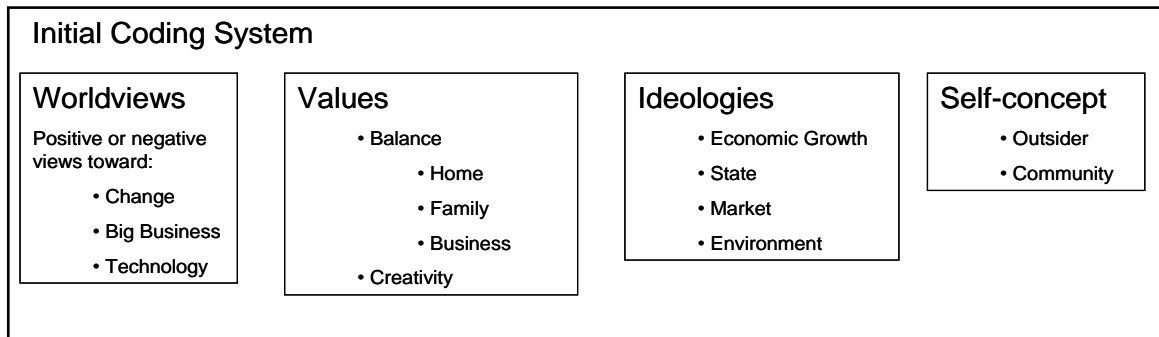 Initial Coding System
Worldviews
Positive or negative
views toward:
• Change
• Big Business
• Technology
Values
• Balance
• Home
• Family
• Business
• Creativity
Ideologies
• Economic Growth
• State
• Market
• Environment
Self-concept
• Outsider
• Community